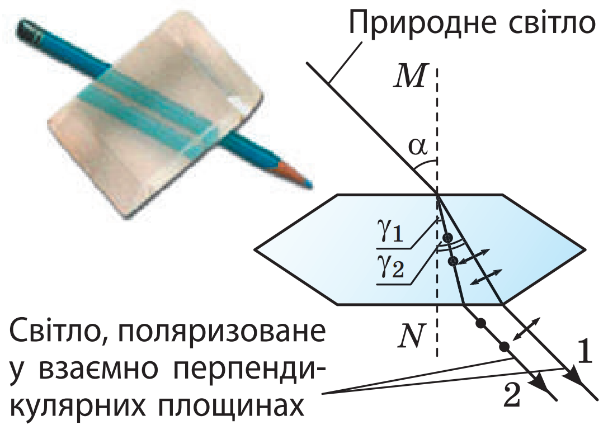 Природне світло
M
α
γ1
γ2
N
Світло, поляризоване
у взаємно перпенди-
кулярних площинах
1
2